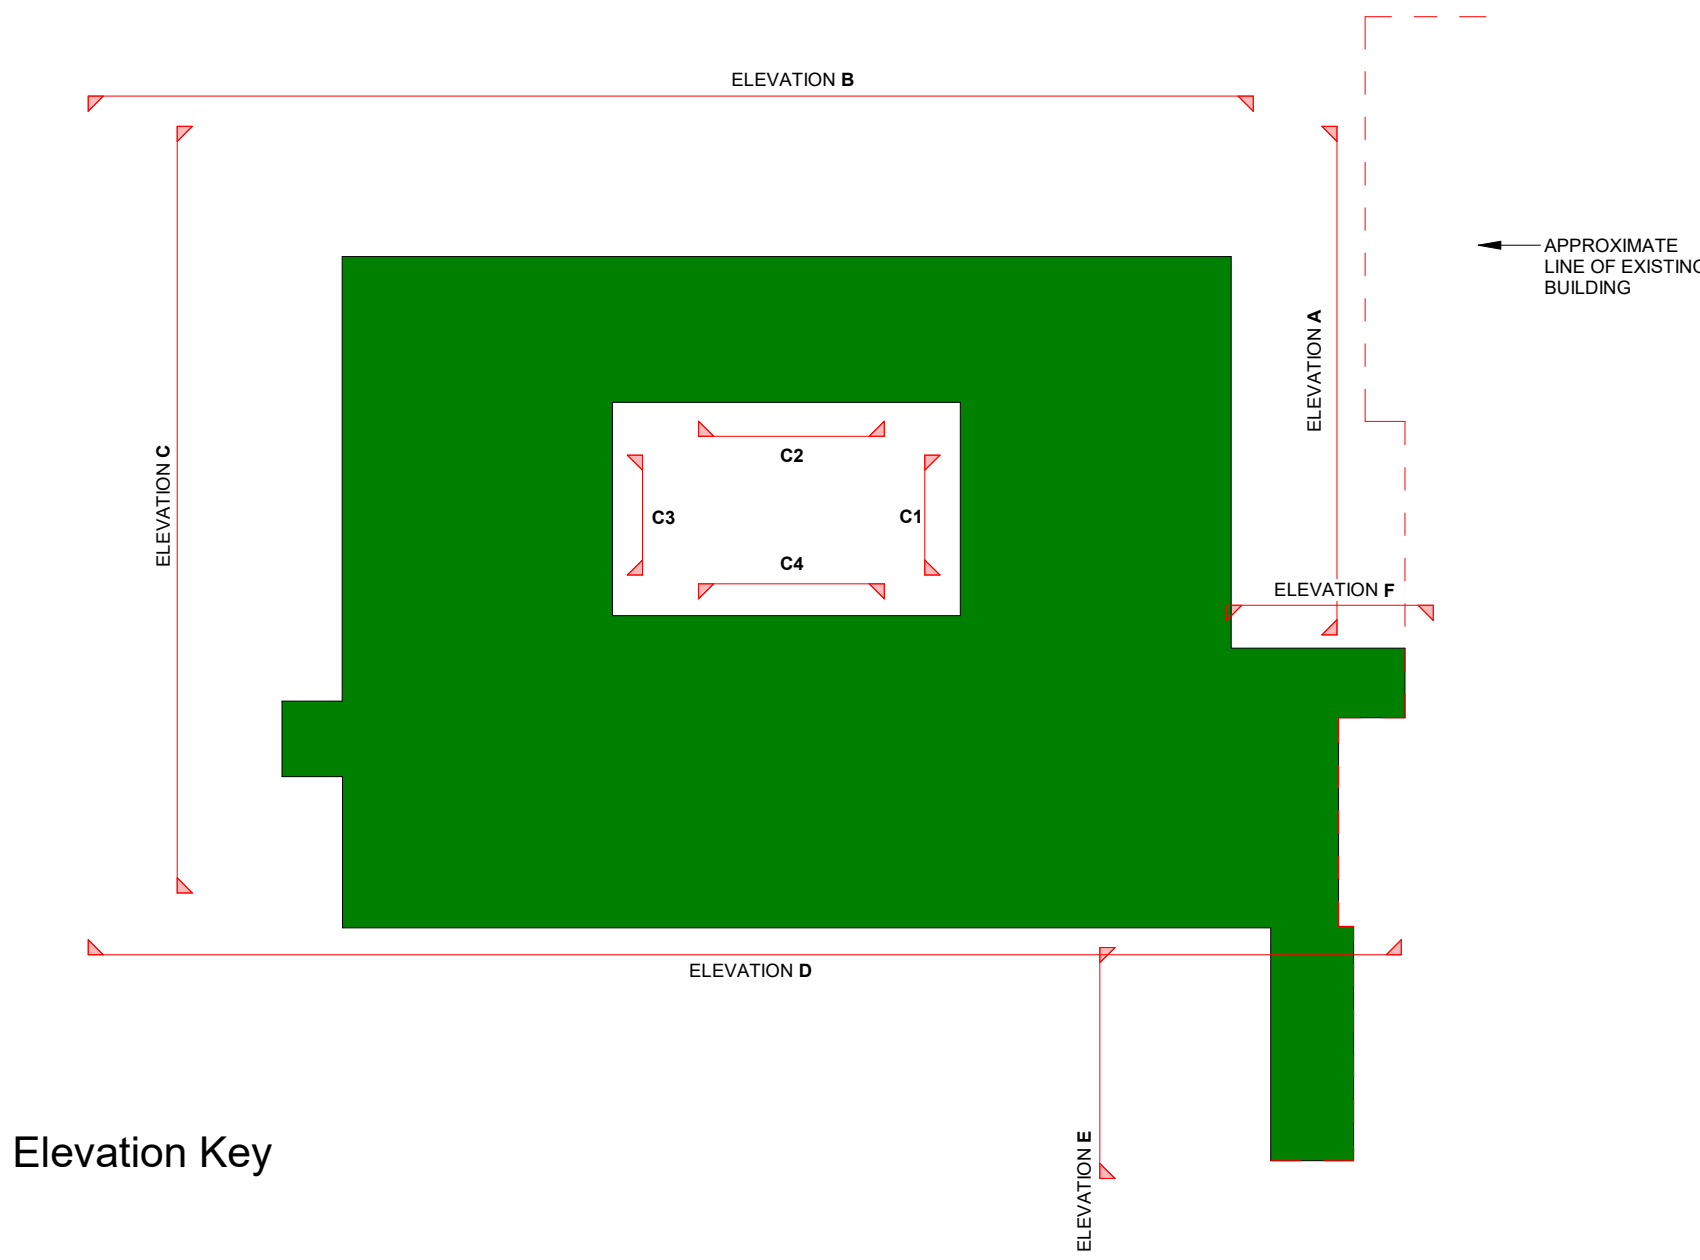 ELEVATION B
APPROXIMATE
LINE OF EXISTING
BUILDING
ELEVATION A
ELEVATION C
C2
C3
C1
C4
ELEVATION F
ELEVATION D
ELEVATION E
Elevation Key